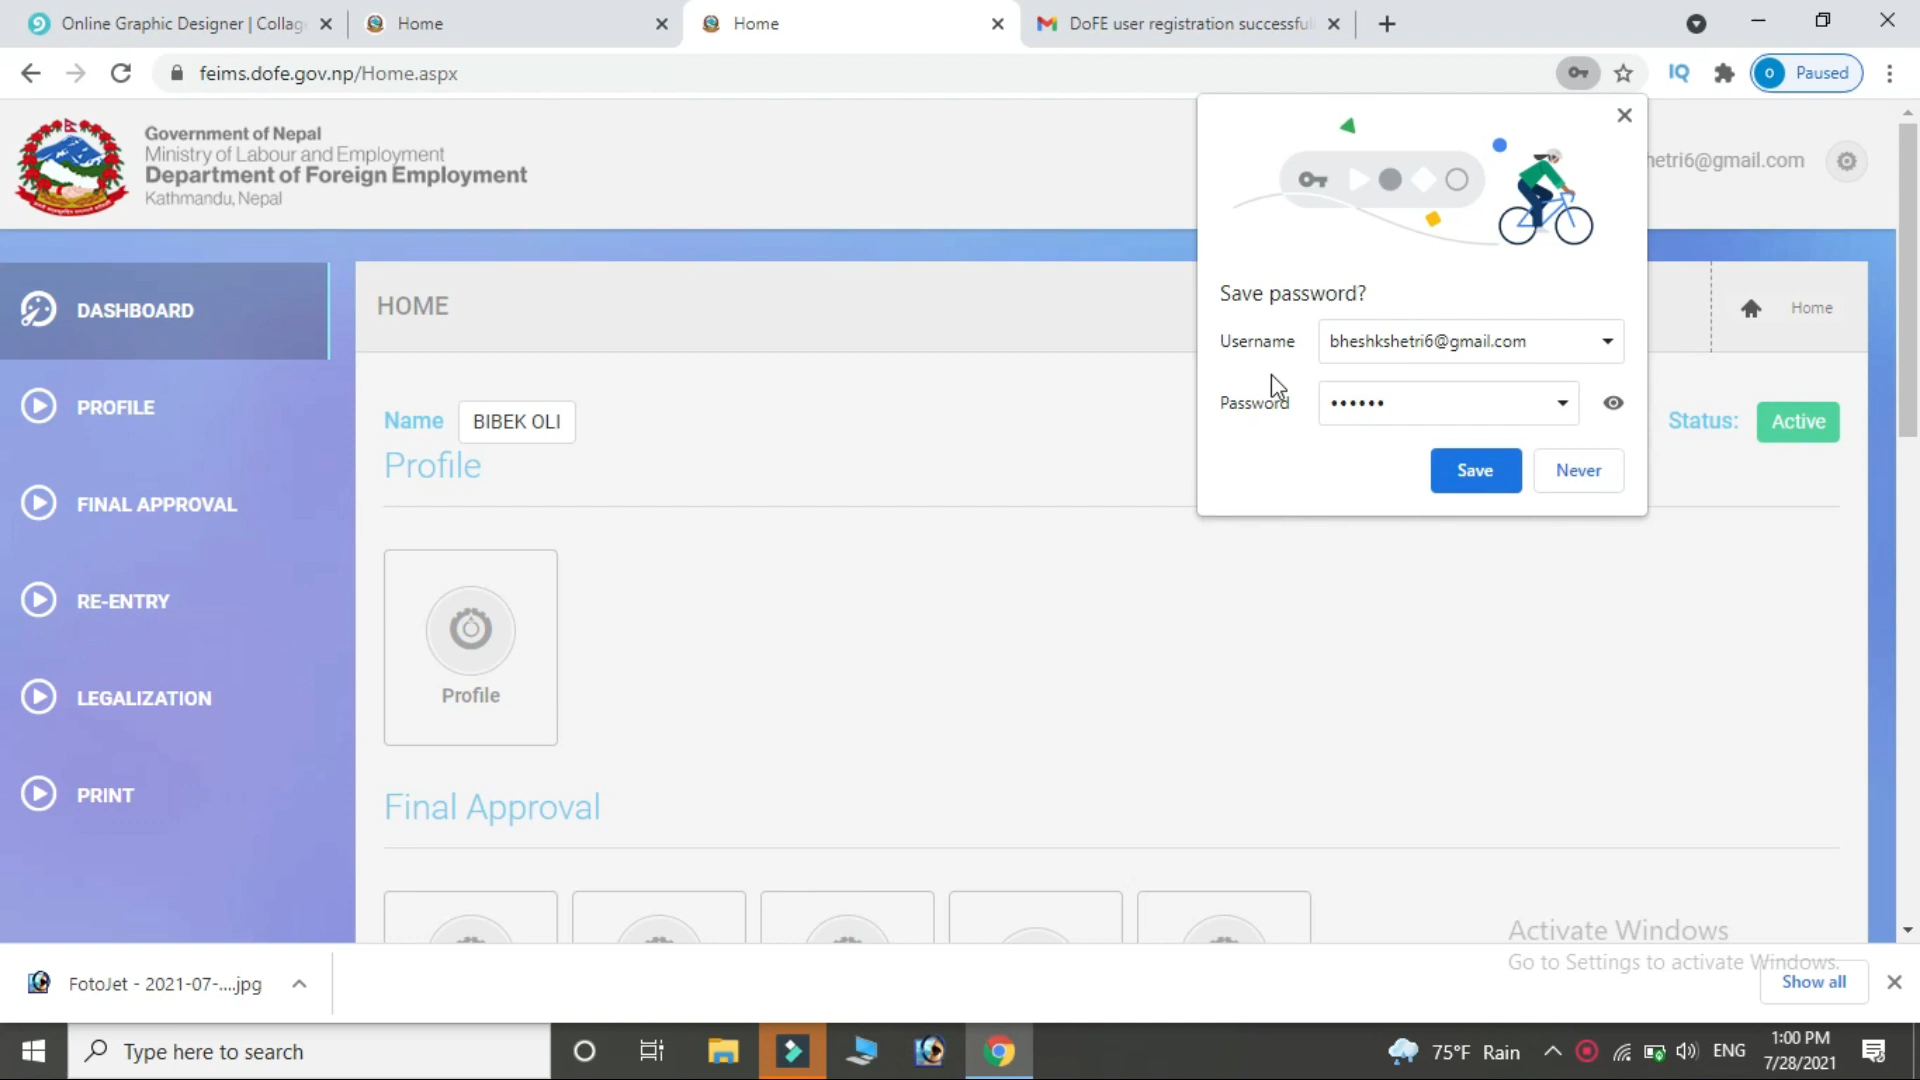 Online Graphic Designer | Collag
Home
Home
DoFE user registration successful
feims.dofe.gov.np/Home.aspx
IQ
o
Paused
Government of Nepal
Ministry of Labour and Employment
Department of Foreign Employment
Kathmandu, Nepal
hetri6@gmail.com
DASHBOARD
PROFILE
FINAL APPROVAL
RE-ENTRY
LEGALIZATION
PRINT
HOME
Home
Name BIBEK OLI
Status: Active
Profile
Profile
Final Approval
Save password?
Username bheshkshetri6@gmail.com
Password ••••••
Save Never
Activate Windows
Go to Settings to activate Windows.
FotoJet - 2021-07-....jpg
Show all
Type here to search
75°F Rain
ENG
1:00 PM
7/28/2021